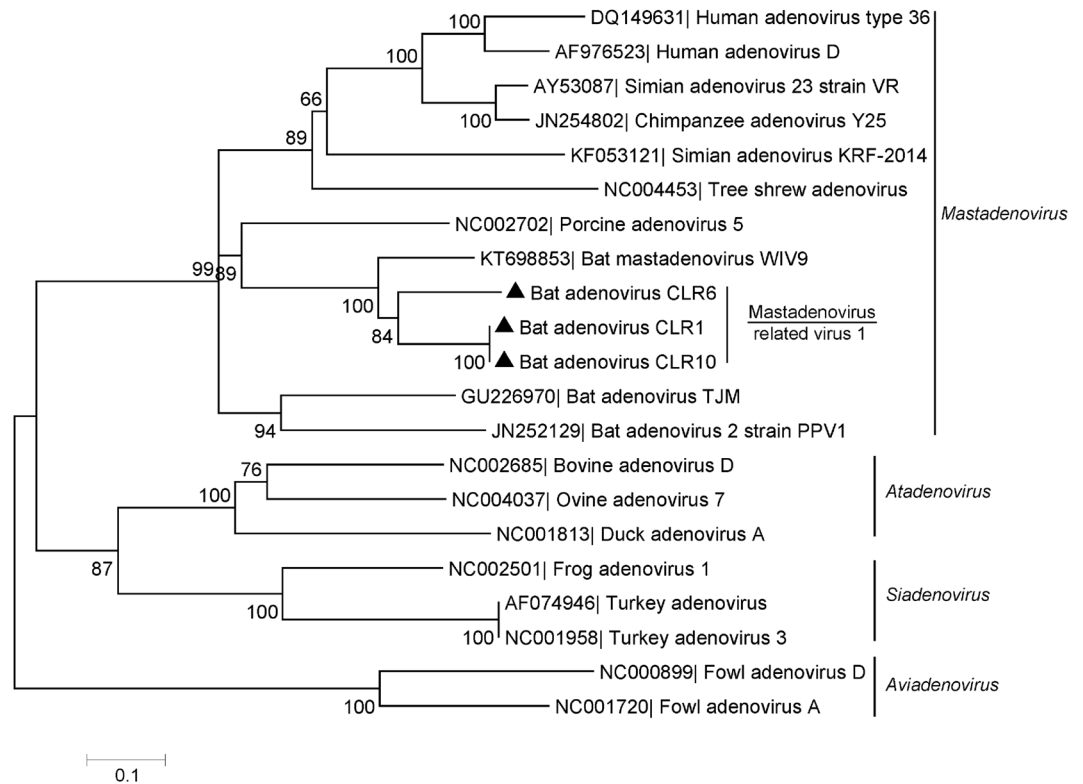 100
DQ149631| Human adenovirus type 36
AF976523| Human adenovirus D
100
AY53087| Simian adenovirus 23 strain VR
100
JN254802| Chimpanzee adenovirus Y25
66
KF053121| Simian adenovirus KRF-2014
89
NC004453| Tree shrew adenovirus
Mastadenovirus
NC002702| Porcine adenovirus 5
99
89
KT698853| Bat mastadenovirus WIV9
100
Bat adenovirus CLR6
84
Bat adenovirus CLR1
100
Bat adenovirus CLR10
Mastadenovirus
related virus 1
GU226970| Bat adenovirus TJM
94
JN252129| Bat adenovirus 2 strain PPV1
76
NC002685| Bovine adenovirus D
100
NC004037| Ovine adenovirus 7
Atadenovirus
NC001813| Duck adenovirus A
87
NC002501| Frog adenovirus 1
100
AF074946| Turkey adenovirus
Siadenovirus
100
NC001958| Turkey adenovirus 3
NC000899| Fowl adenovirus D
Aviadenovirus
100
NC001720| Fowl adenovirus A
0.1